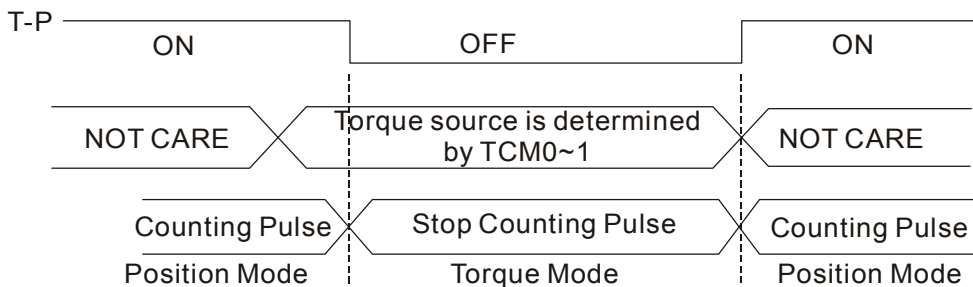 T-P
ON OFF ON
NOT CARE Torque source is determined by TCM0~1 NOT CARE
Counting Pulse Stop Counting Pulse Counting Pulse
Position Mode Torque Mode Position Mode